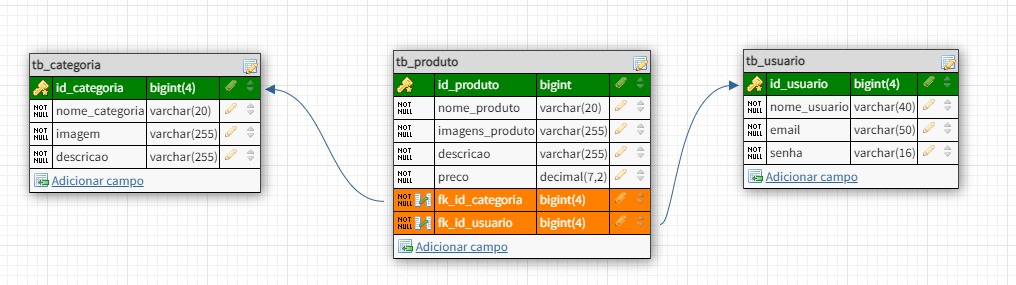 tb_categoria
id_categoria bigint(4)
NOT NULL nome_categoria varchar(20)
NOT NULL imagem varchar(255)
NOT NULL descricao varchar(255)
Adicionar campo
tb_produto
id_produto bigint
NOT NULL nome_produto varchar(20)
NOT NULL imagens_produto varchar(255)
NOT NULL descricao varchar(255)
NOT NULL preco decimal(7,2)
NOT NULL fk_id_categoria bigint(4)
NOT NULL fk_id_usuario bigint(4)
Adicionar campo
tb_usuario
id_usuario bigint(4)
NOT NULL nome_usuario varchar(40)
NOT NULL email varchar(50)
NOT NULL senha varchar(16)
Adicionar campo